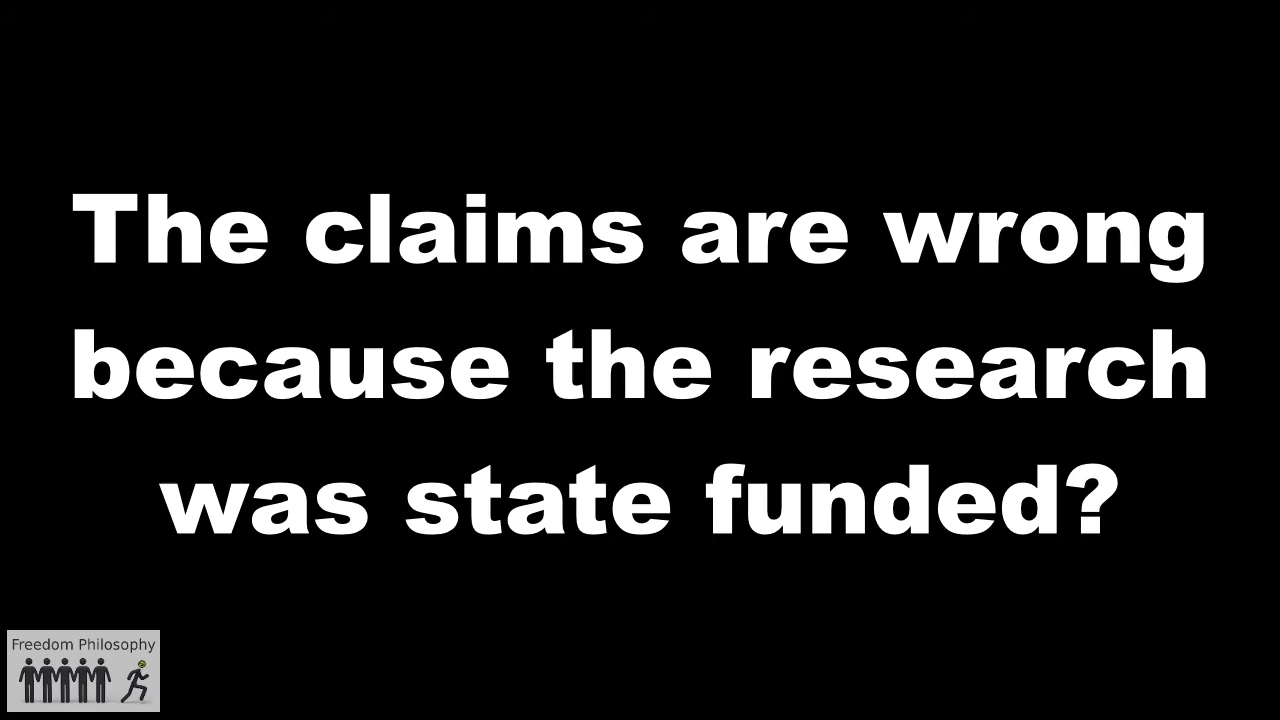 The claims are wrong
because the research
was state funded?
Freedom Philosophy